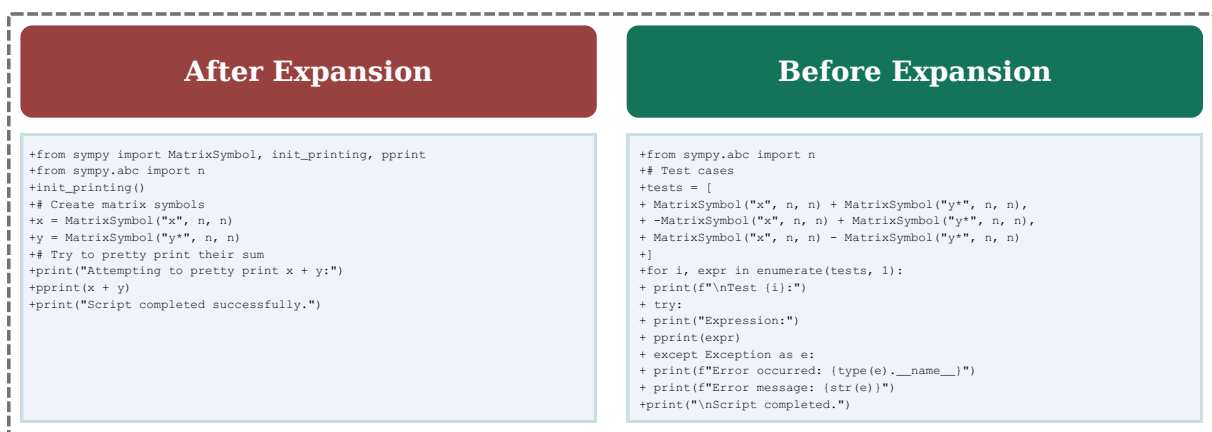 After Expansion
+from sympy import MatrixSymbol, init_printing, pprint
+from sympy.abc import n
+init_printing()
+# Create matrix symbols
+x = MatrixSymbol("x", n, n)
+y = MatrixSymbol("y*", n, n)
+# Try to pretty print their sum
+print("Attempting to pretty print x + y:")
+pprint(x + y)
+print("Script completed successfully.")
Before Expansion
+from sympy.abc import n
+# Test cases
+tests = [
+ MatrixSymbol("x", n, n) + MatrixSymbol("y*", n, n),
+ -MatrixSymbol("x", n, n) + MatrixSymbol("y*", n, n),
+ MatrixSymbol("x", n, n) - MatrixSymbol("y*", n, n)
+]
+for i, expr in enumerate(tests, 1):
+ print(f"\nTest {i}:")
+ try:
+ print("Expression:")
+ pprint(expr)
+ except Exception as e:
+ print(f"Error occurred: {type(e).__name__}")
+ print(f"Error message: {str(e)}")
+print("\nScript completed.")